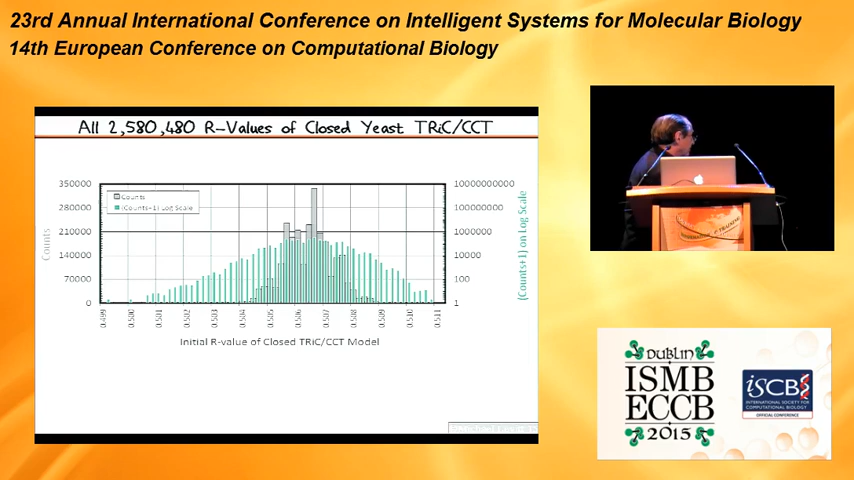 23rd Annual International Conference on Intelligent Systems for Molecular Biology
14th European Conference on Computational Biology
All 2,580,480 R-Values of Closed Yeast TRiC/CCT
350000
280000
210000
140000
70000
0
Counts
Counts
(Counts+1) Log Scale
10000000000
100000000
1000000
10000
100
1
(Counts+1) on Log Scale
0.499
0.500
0.501
0.502
0.503
0.504
0.505
0.506
0.507
0.508
0.509
0.510
0.511
Initial R-value of Closed TRiC/CCT Model
DUBLIN
ISMB
ECCB
2015
iSCB
INTERNATIONAL SOCIETY FOR
COMPUTATIONAL BIOLOGY
OFFICIAL CONFERENCE